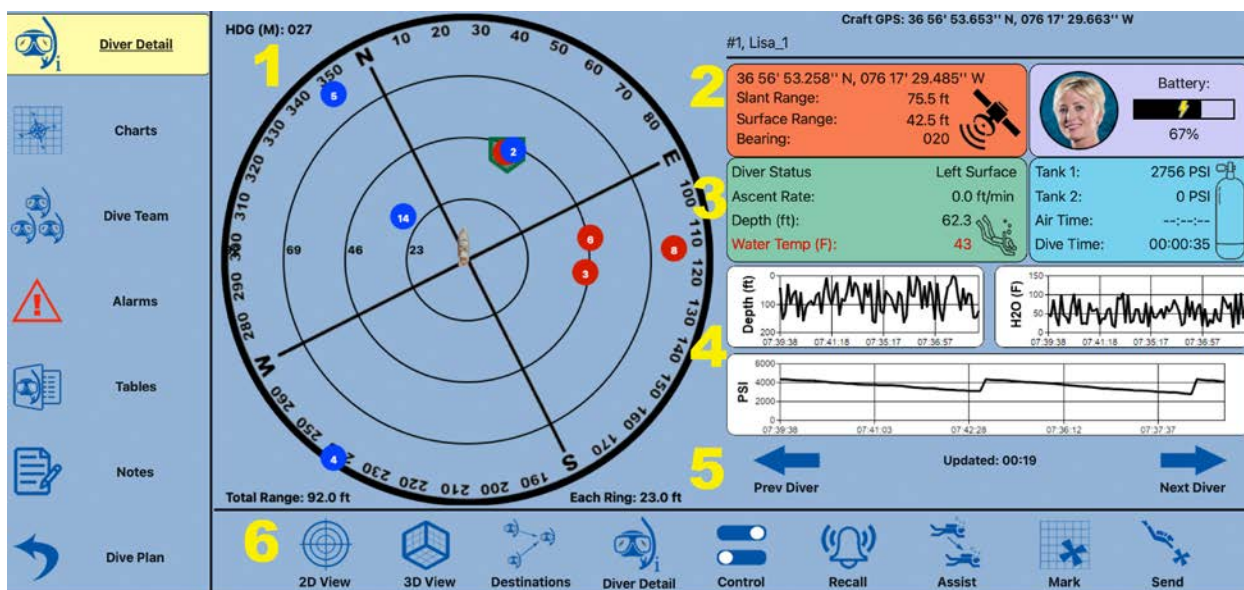 Diver Detail
Charts
Dive Team
Alarms
Tables
Notes
Dive Plan
1
HDG (M): 027
N
10
20
30
40
50
60
70
80
E
100
110
120
130
140
150
160
170
S
190
200
210
220
230
250
260
W
280
290
300
310
320
330
340
350
69
46
23
5
2
14
6
8
3
4
Total Range: 92.0 ft
Each Ring: 23.0 ft
Craft GPS: 36 56' 53.653'' N, 076 17' 29.663'' W
#1, Lisa_1
2
36 56' 53.258'' N, 076 17' 29.485'' W
Slant Range: 75.5 ft
Surface Range: 42.5 ft
Bearing: 020
Battery:
67%
3
Diver Status Left Surface
Ascent Rate: 0.0 ft/min
Depth (ft): 62.3
Water Temp (F): 43
Tank 1: 2756 PSI
Tank 2: 0 PSI
Air Time: --:--:--
Dive Time: 00:00:35
4
Depth (ft)
0
100
200
07:39:38 07:41:18 07:35:17 07:36:57
H2O (F)
150
100
50
0
07:39:38 07:41:18 07:35:17 07:36:57
PSI
6000
4000
2000
0
07:39:38 07:41:03 07:42:28 07:36:12 07:37:37
5
Prev Diver
Updated: 00:19
Next Diver
6
2D View
3D View
Destinations
Diver Detail
Control
Recall
Assist
Mark
Send